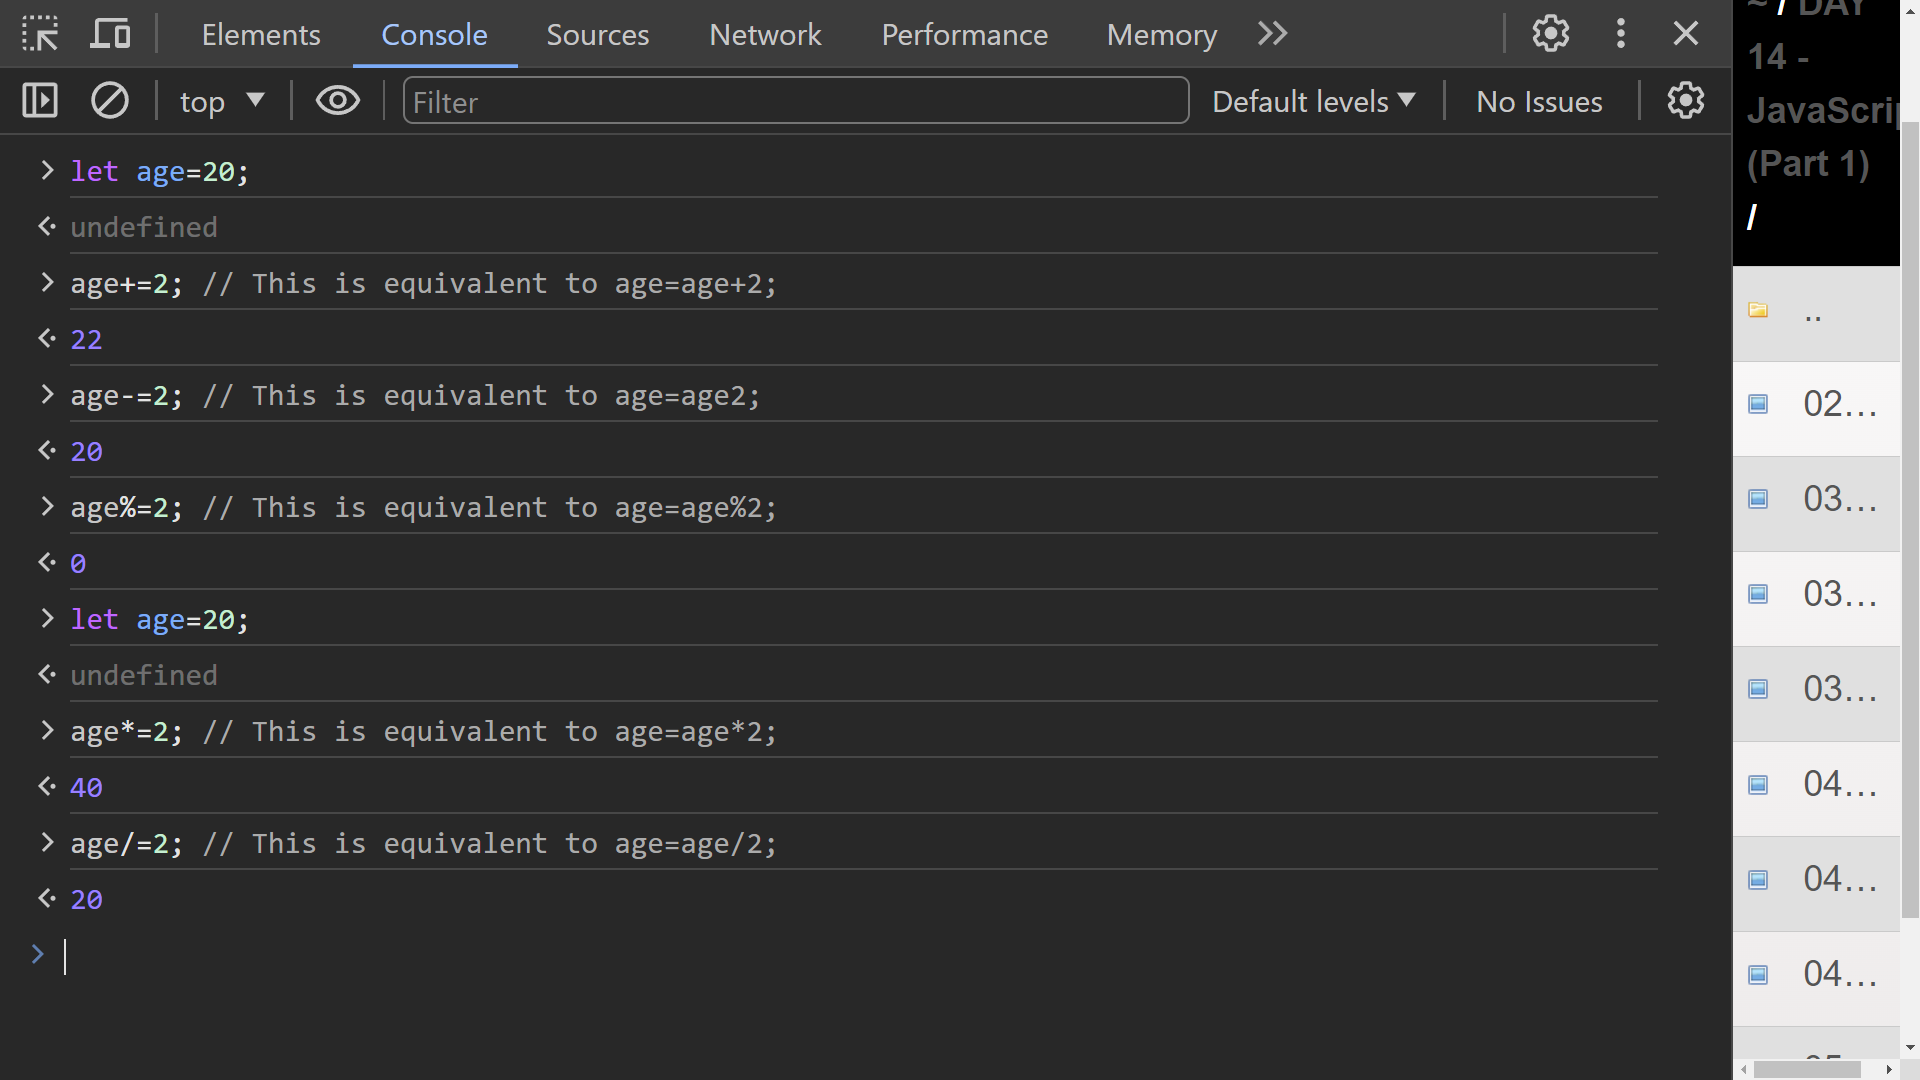 Elements Console Sources Network Performance Memory
top Filter Default levels No Issues
let age=20;
undefined
age+=2; // This is equivalent to age=age+2;
22
age-=2; // This is equivalent to age=age2;
20
age%=2; // This is equivalent to age=age%2;
0
let age=20;
undefined
age*=2; // This is equivalent to age=age*2;
40
age/=2; // This is equivalent to age=age/2;
20
~ / DAY
14 -
JavaScrip
(Part 1)
/
..
02...
03...
03...
03...
04...
04...
04...